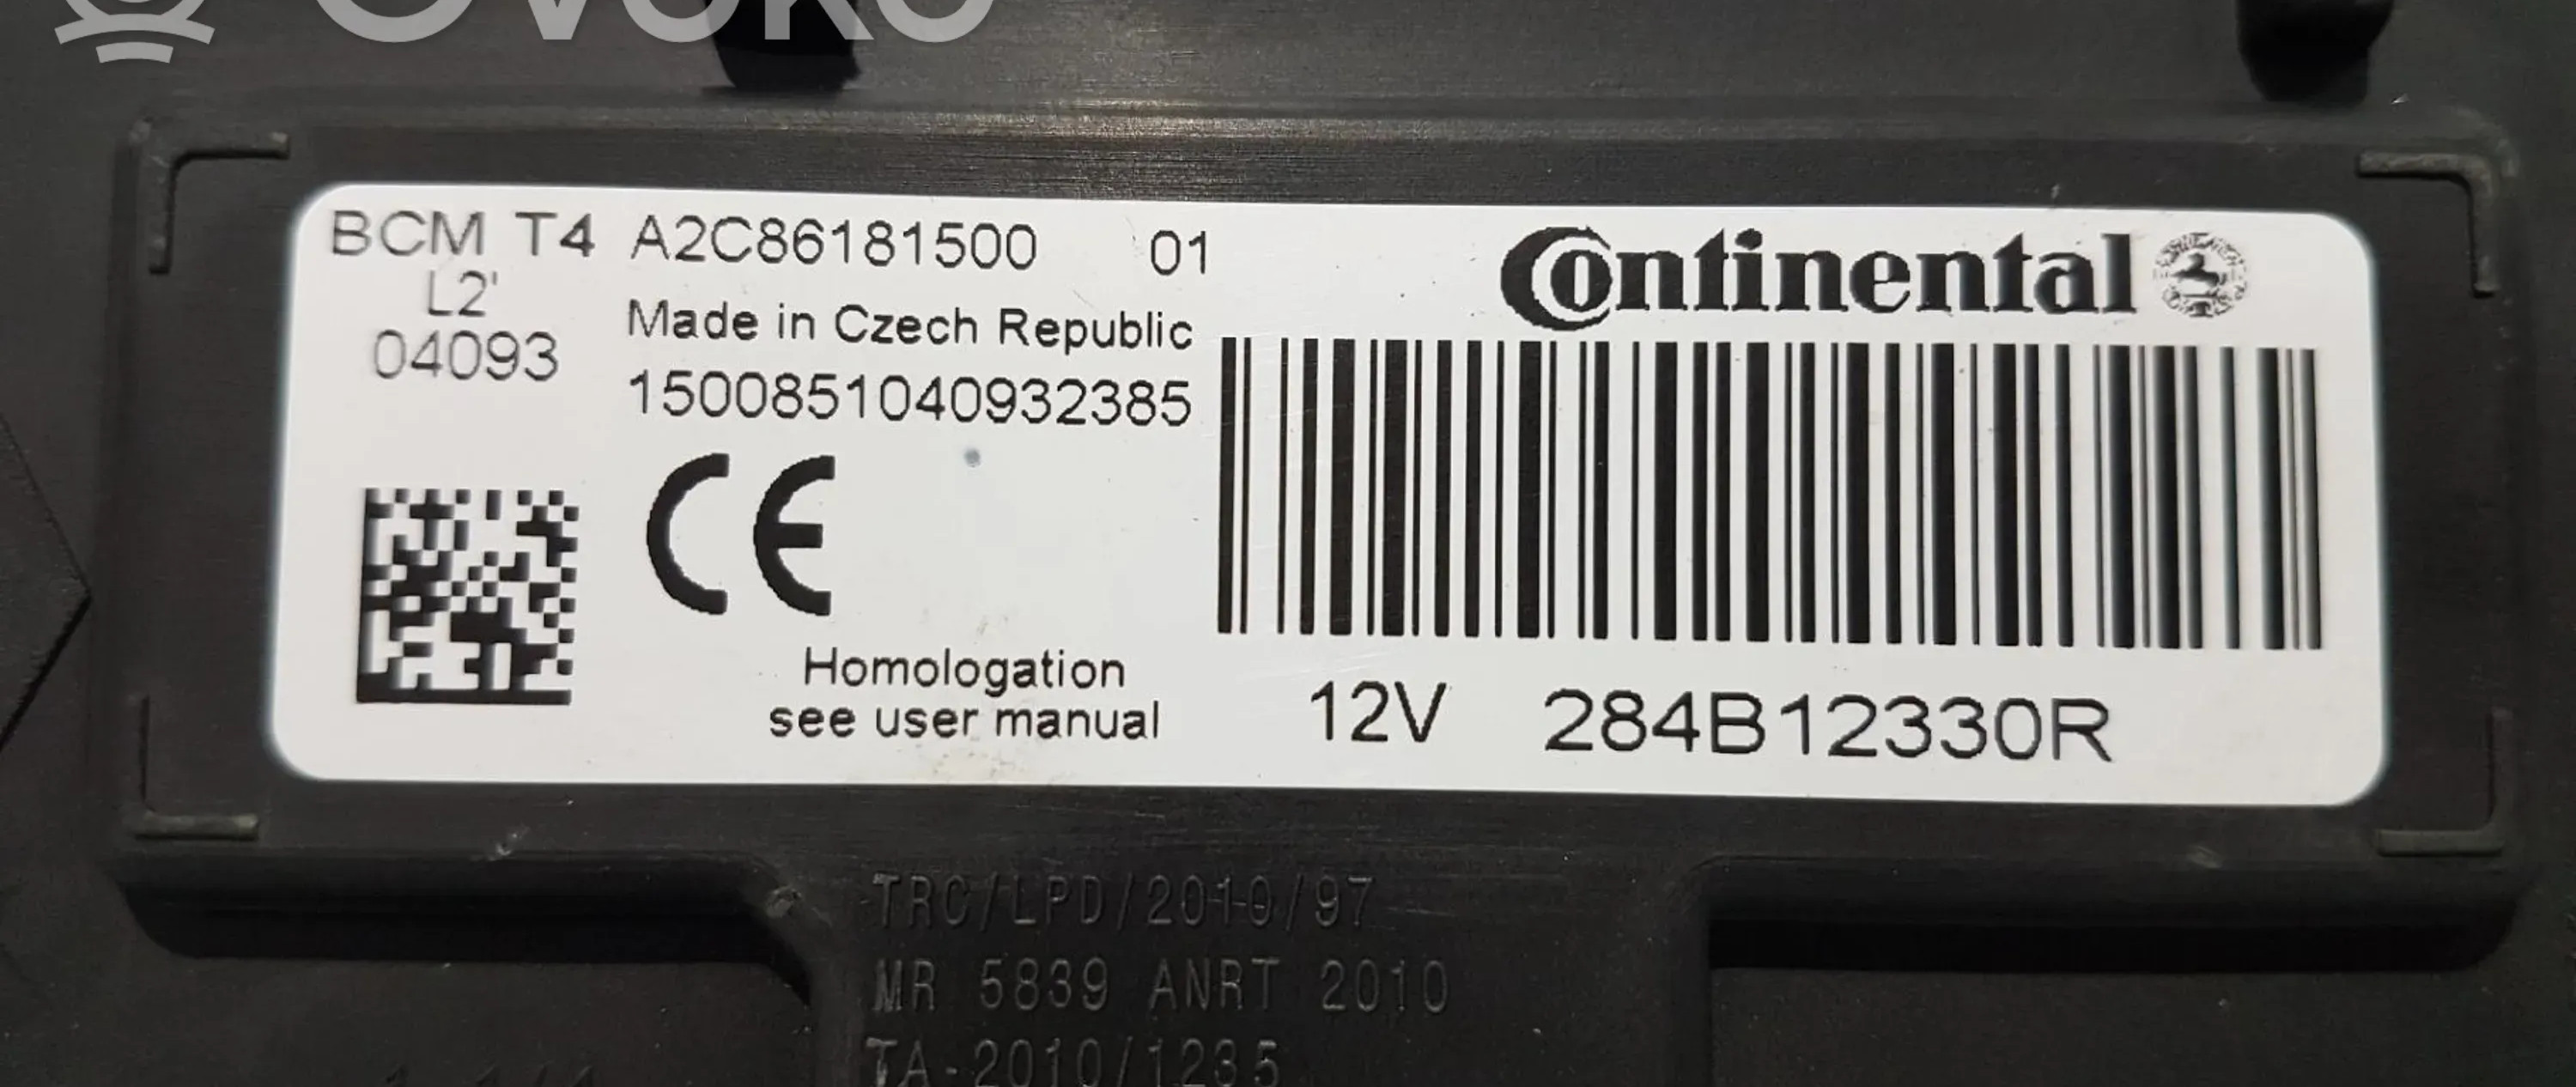 OVOKO
BCM T4 A2C86181500 01
L2'
04093
Made in Czech Republic
1500851040932385
Continental
CE
Homologation
see user manual
12V 284B12330R
TRC/LPD/2010/97
MR 5839 ANRT 2010
TA-2010/1235